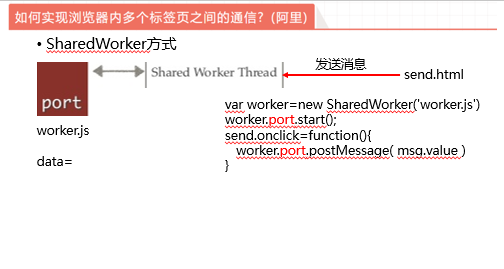 如何实现浏览器内多个标签页之间的通信？(阿里)
• SharedWorker方式
port
Shared Worker Thread
发送消息
send.html
worker.js
data=
var worker=new SharedWorker('worker.js')
worker.port.start();
send.onclick=function(){
worker.port.postMessage( msg.value )
}